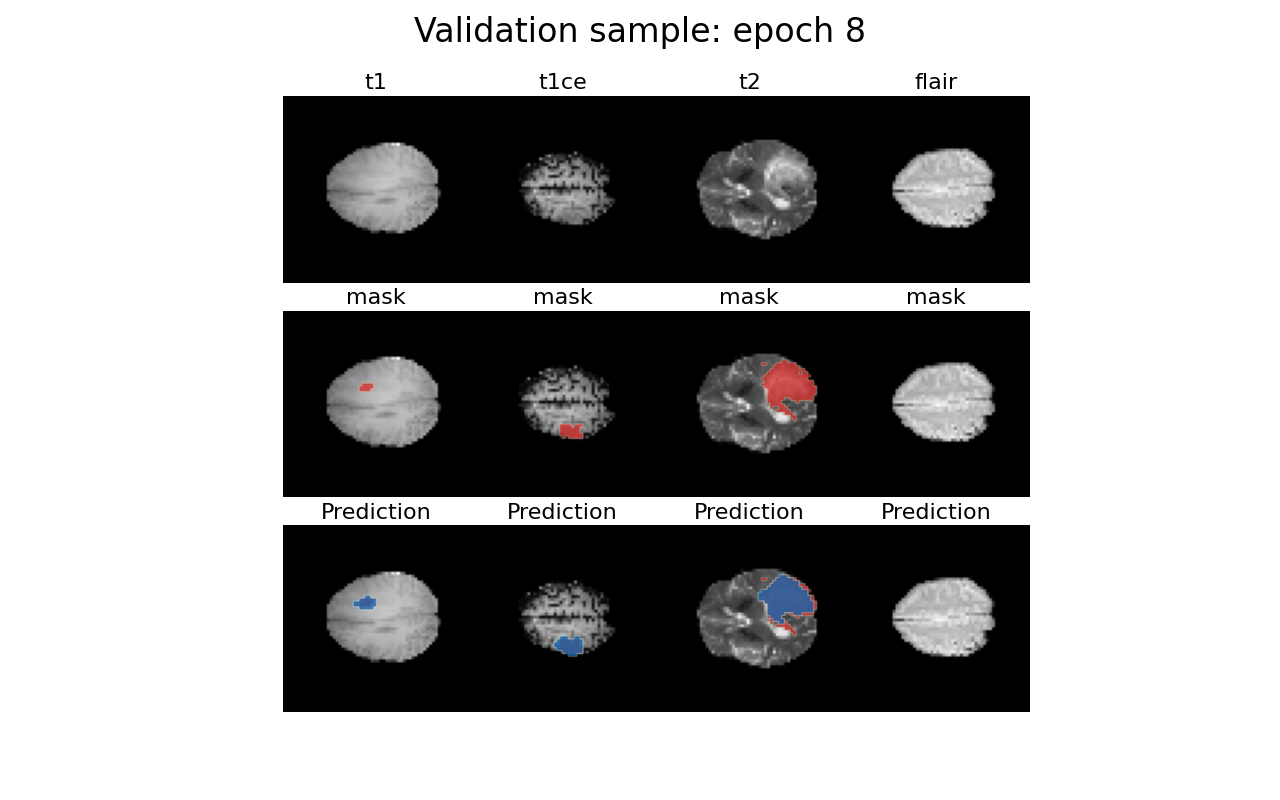 Validation sample: epoch 8
t1 t1ce t2 flair
mask mask mask mask
Prediction Prediction Prediction Prediction